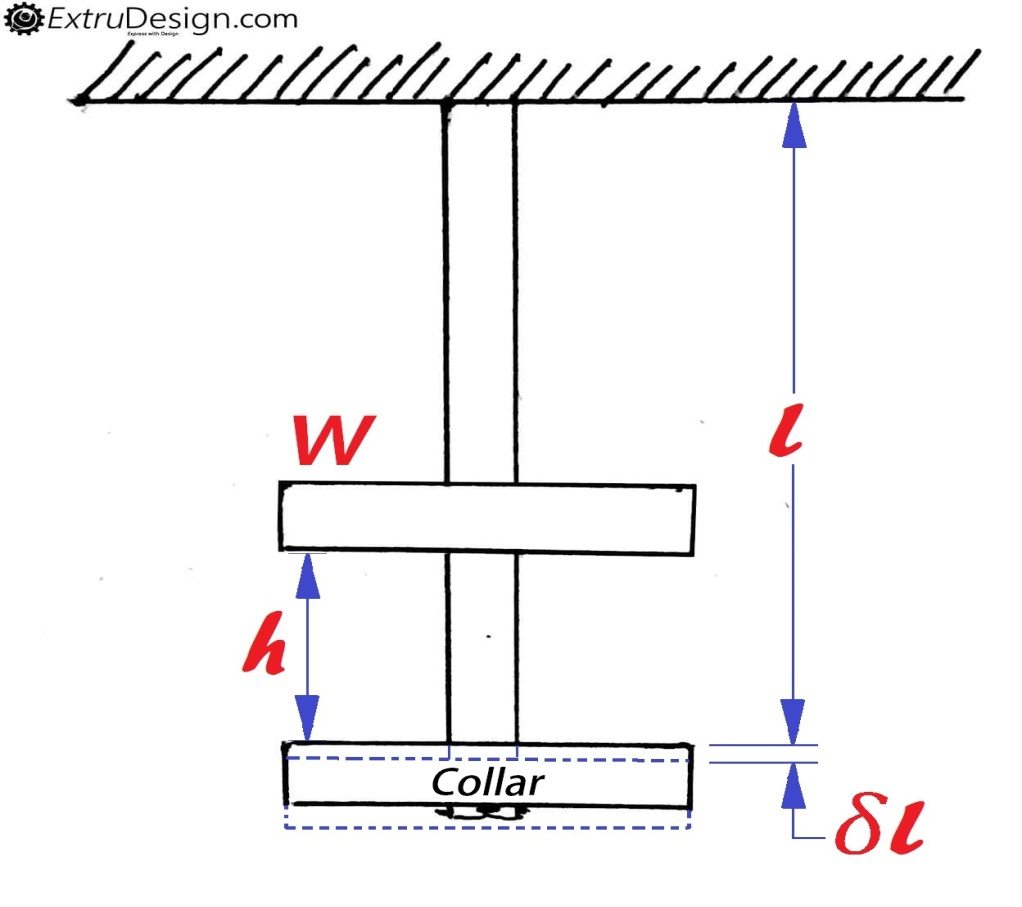 ExtruDesign.com
Express with Design
W
l
h
Collar
δl